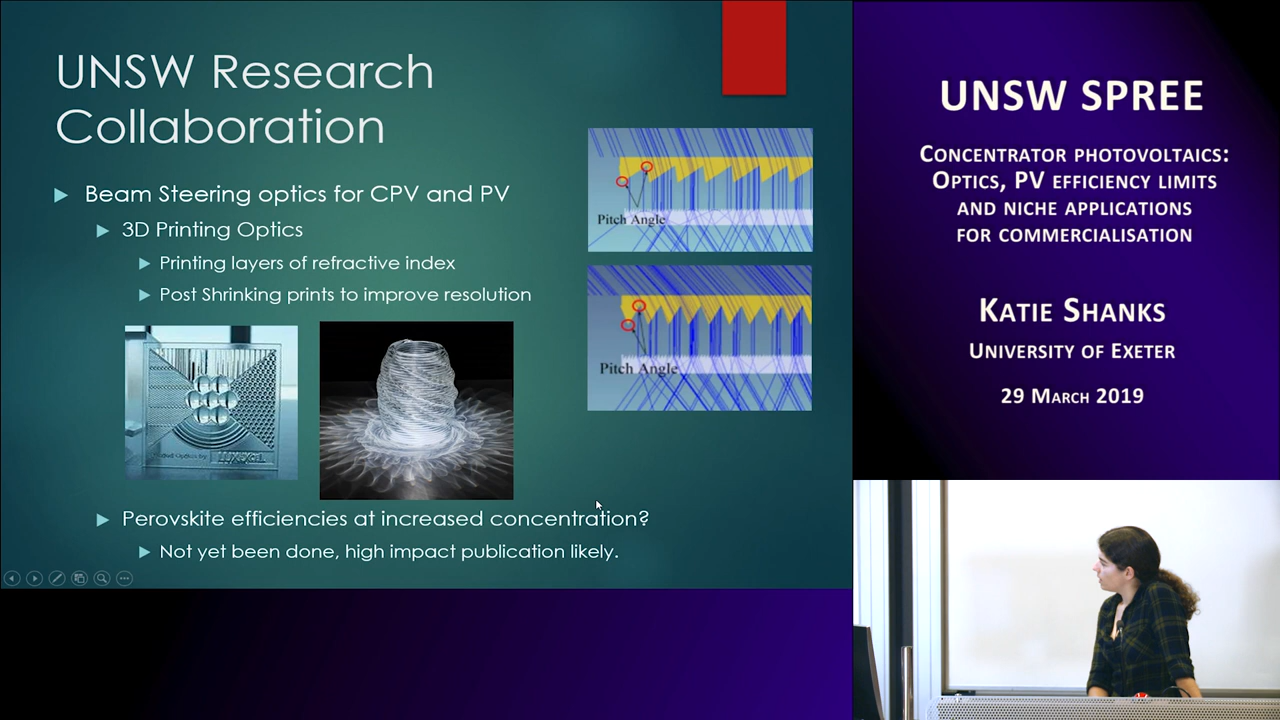 UNSW Research
Collaboration
Beam Steering optics for CPV and PV
3D Printing Optics
Printing layers of refractive index
Post Shrinking prints to improve resolution
Pitch Angle
Pitch Angle
Optics by LUXeXceL
Perovskite efficiencies at increased concentration?
Not yet been done, high impact publication likely.
UNSW SPREE
Concentrator photovoltaics:
Optics, PV efficiency limits
and niche applications
for commercialisation
Katie Shanks
University of Exeter
29 March 2019